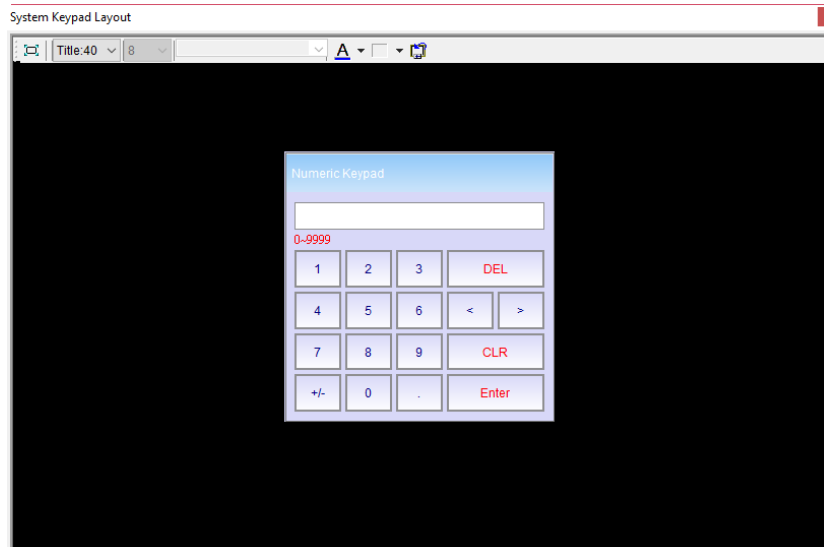 System Keypad Layout
Title:40 8 A
Numeric Keypad
0~9999
1 2 3 DEL
4 5 6 < >
7 8 9 CLR
+/- 0 . Enter